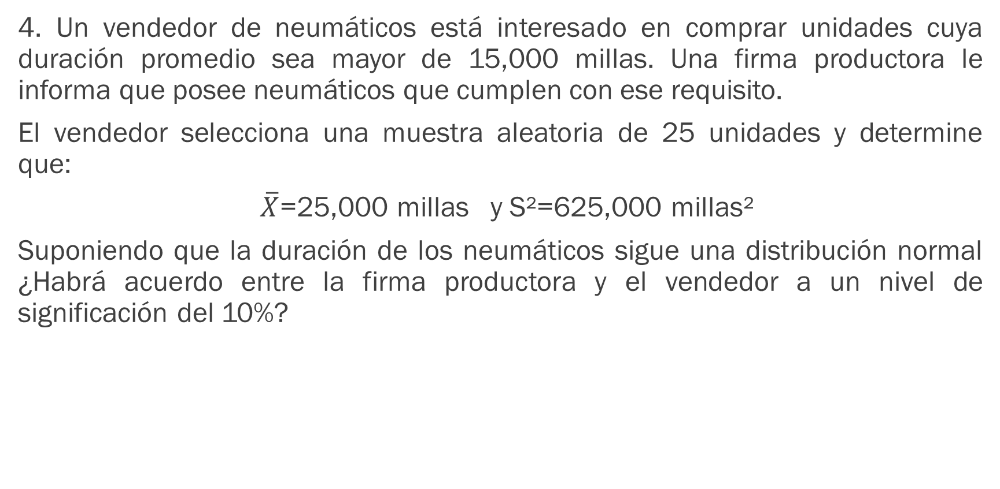 4. Un vendedor de neumáticos está interesado en comprar unidades cuya
duración promedio sea mayor de 15,000 millas. Una firma productora le
informa que posee neumáticos que cumplen con ese requisito.
El vendedor selecciona una muestra aleatoria de 25 unidades y determine
que:
X̅=25,000 millas y S²=625,000 millas²
Suponiendo que la duración de los neumáticos sigue una distribución normal
¿Habrá acuerdo entre la firma productora y el vendedor a un nivel de
significación del 10%?